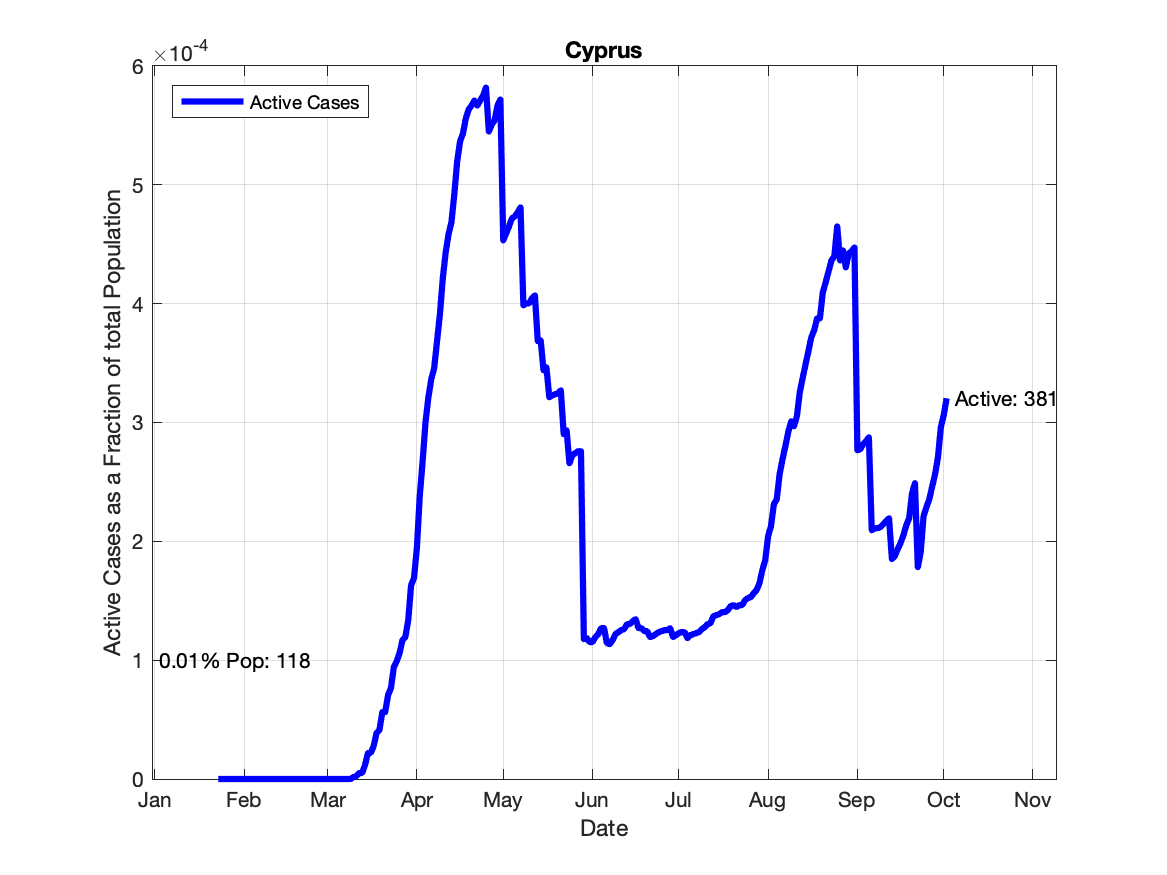 Cyprus
×10-4
Active Cases
6
5
4
3
2
1
0
Active Cases as a Fraction of total Population
0.01% Pop: 118
Active: 381
Jan Feb Mar Apr May Jun Jul Aug Sep Oct Nov
Date